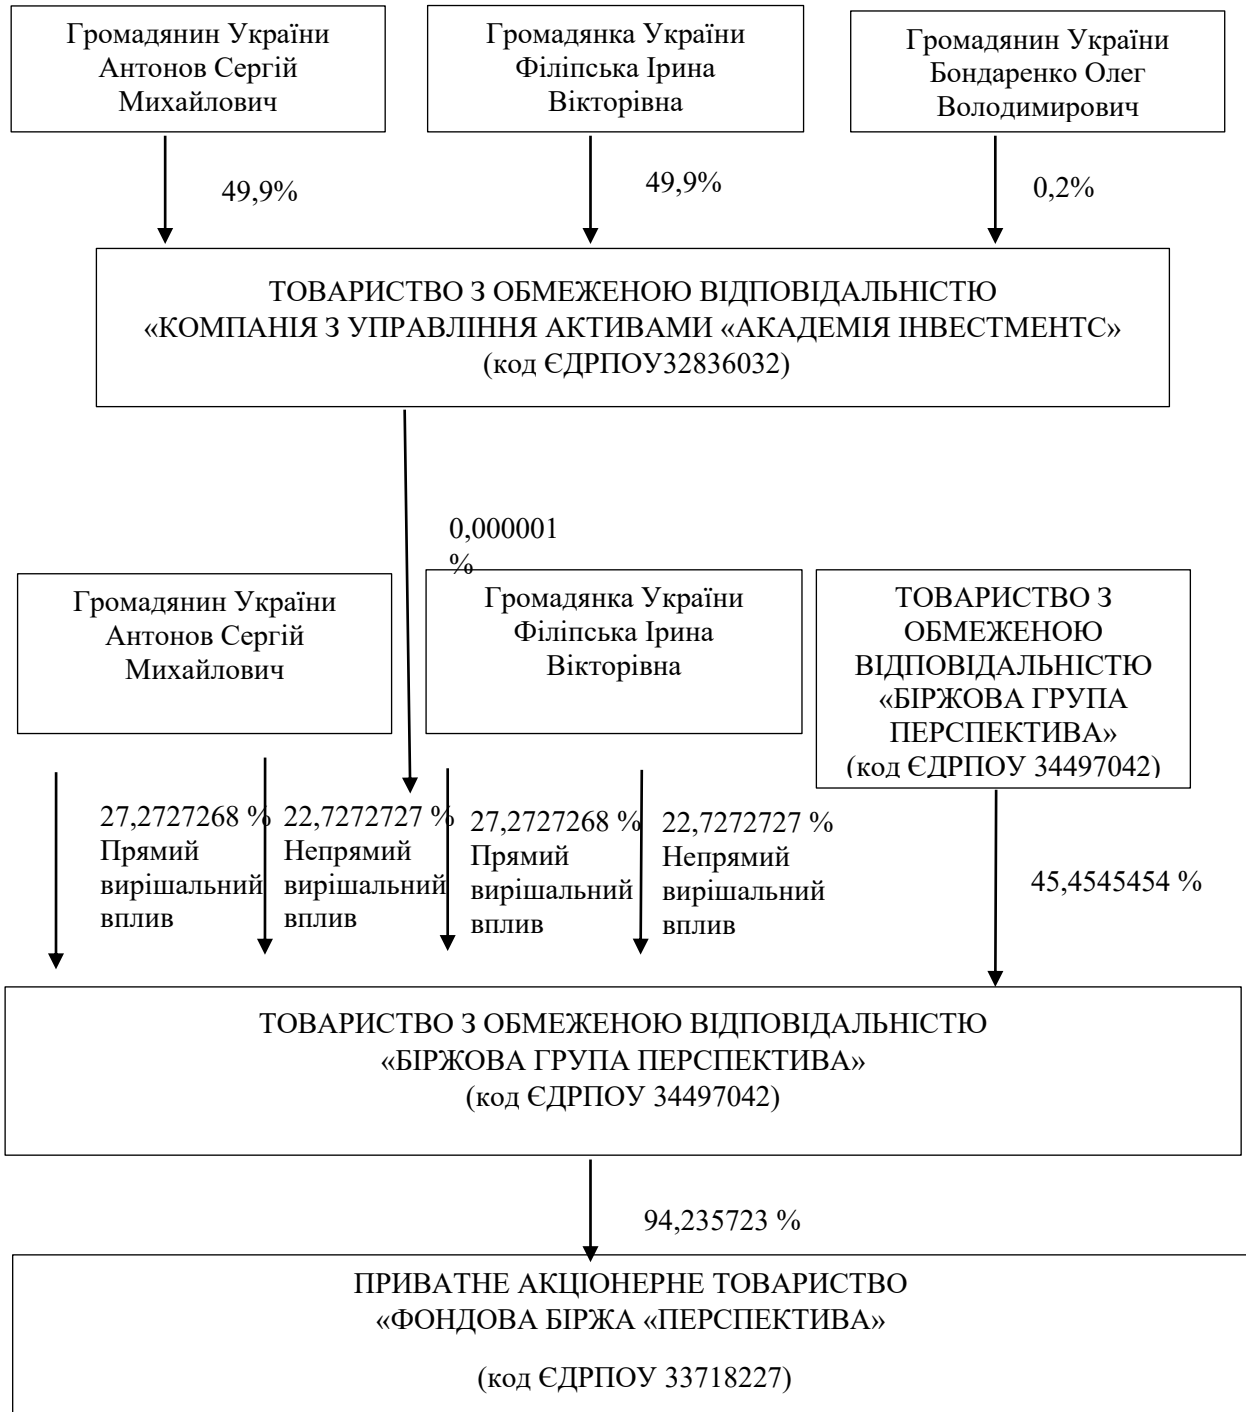 Громадянин України
Антонов Сергій
Михайлович
Громадянка України
Філіпська Ірина
Вікторівна
Громадянин України
Бондаренко Олег
Володимирович
49,9%
49,9%
0,2%
ТОВАРИСТВО З ОБМЕЖЕНОЮ ВІДПОВІДАЛЬНІСТЮ
«КОМПАНІЯ З УПРАВЛІННЯ АКТИВАМИ «АКАДЕМІЯ ІНВЕСТМЕНТС»
(код ЄДРПОУ32836032)
0,000001
%
Громадянин України
Антонов Сергій
Михайлович
Громадянка України
Філіпська Ірина
Вікторівна
ТОВАРИСТВО З
ОБМЕЖЕНОЮ
ВІДПОВІДАЛЬНІСТЮ
«БІРЖОВА ГРУПА
ПЕРСПЕКТИВА»
(код ЄДРПОУ 34497042)
27,2727268 %
Прямий
вирішальний
вплив
22,7272727 %
Непрямий
вирішальний
вплив
27,2727268 %
Прямий
вирішальний
вплив
22,7272727 %
Непрямий
вирішальний
вплив
45,4545454 %
ТОВАРИСТВО З ОБМЕЖЕНОЮ ВІДПОВІДАЛЬНІСТЮ
«БІРЖОВА ГРУПА ПЕРСПЕКТИВА»
(код ЄДРПОУ 34497042)
94,235723 %
ПРИВАТНЕ АКЦІОНЕРНЕ ТОВАРИСТВО
«ФОНДОВА БІРЖА «ПЕРСПЕКТИВА»
(код ЄДРПОУ 33718227)